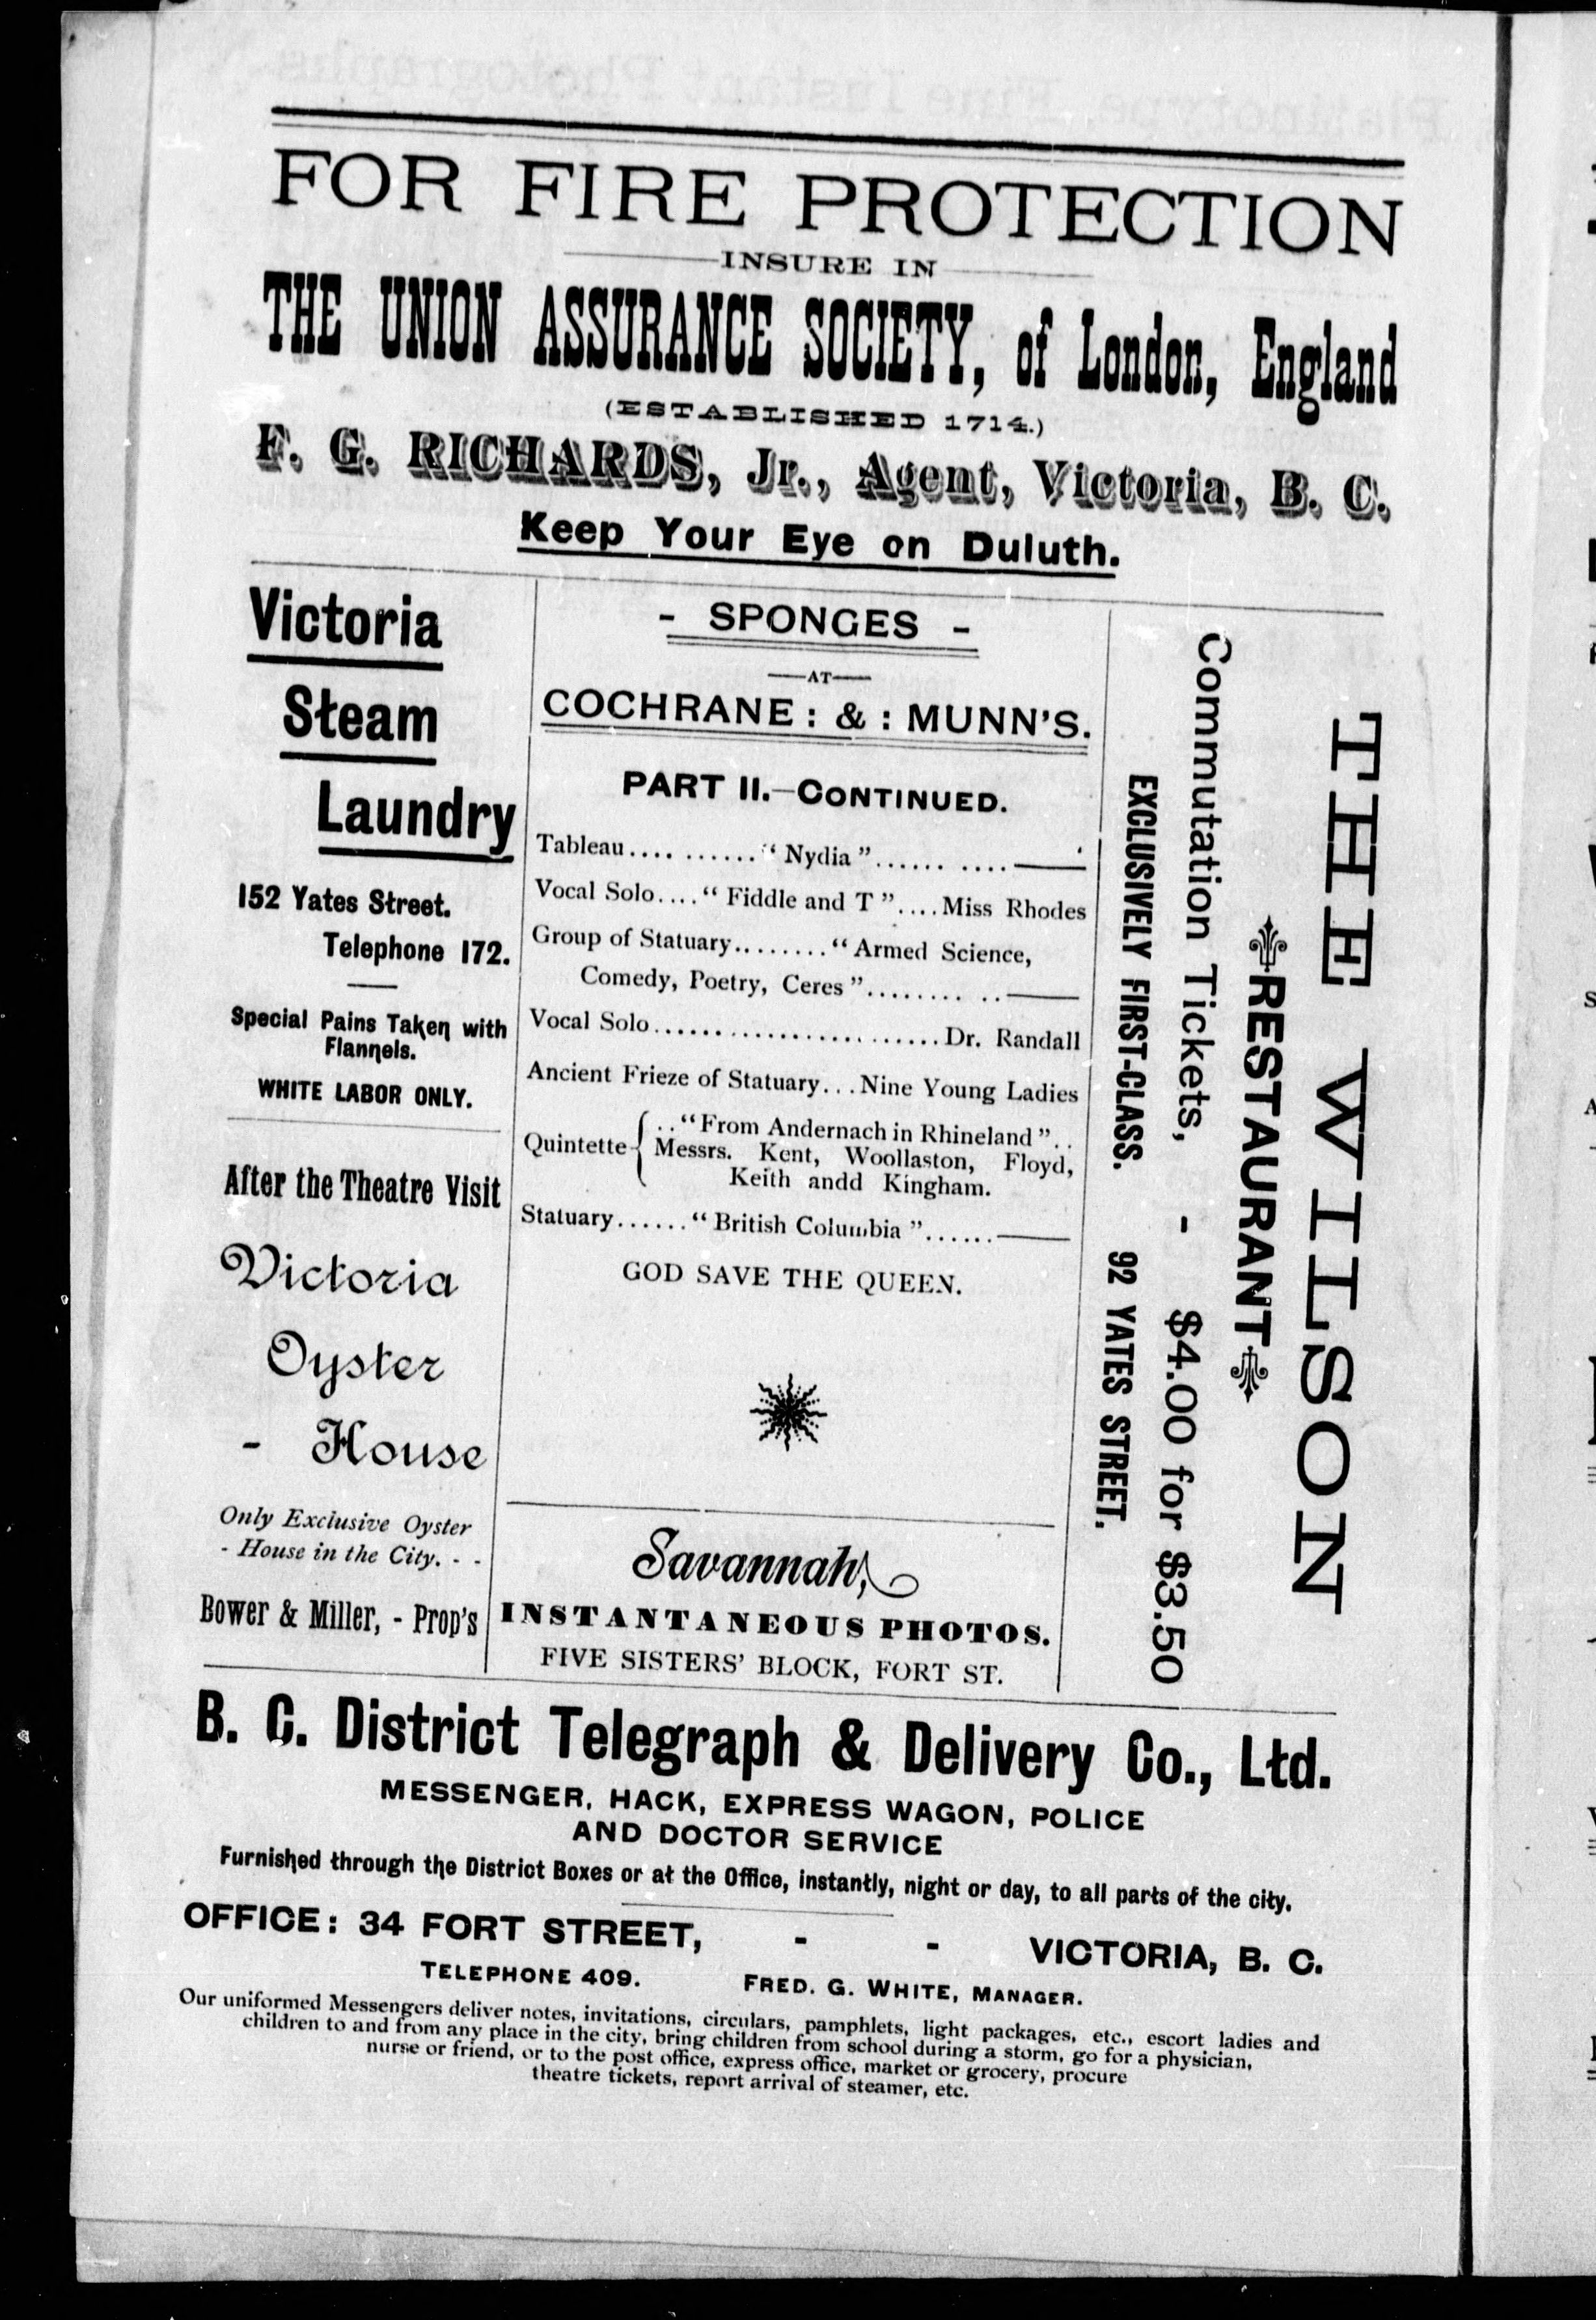 FOR FIRE PROTECTION
INSURE IN
THE UNION ASSURANCE SOCIETY, of London, England
(ESTABLISHED 1714.)
F. G. RICHARDS, Jr., Agent, Victoria, B. C.
Keep Your Eye on Duluth.
Victoria
Steam
Laundry
152 Yates Street.
Telephone 172.
Special Pains Taken with
Flannels.
WHITE LABOR ONLY.
After the Theatre Visit
Victoria
Oyster
- House
Only Exclusive Oyster
- House in the City. - -
Bower & Miller, - Prop's
- SPONGES -
—AT—
COCHRANE : & : MUNN'S.
PART II.—CONTINUED.
Tableau.... ......" Nydia "...... ....——
Vocal Solo...." Fiddle and T "....Miss Rhodes
Group of Statuary........" Armed Science,
Comedy, Poetry, Ceres "........ ..——
Vocal Solo............................Dr. Randall
Ancient Frieze of Statuary...Nine Young Ladies
Quintette { .."From Andernach in Rhineland"..
Messrs. Kent, Woollaston, Floyd,
Keith andd Kingham.
Statuary......" British Columbia "......——
GOD SAVE THE QUEEN.
Savannah,
INSTANTANEOUS PHOTOS.
FIVE SISTERS' BLOCK, FORT ST.
THE WILSON
RESTAURANT
Commutation Tickets, - $4.00 for $3.50
EXCLUSIVELY FIRST-CLASS. 92 YATES STREET.
B. C. District Telegraph & Delivery Co., Ltd.
MESSENGER, HACK, EXPRESS WAGON, POLICE
AND DOCTOR SERVICE
Furnished through the District Boxes or at the Office, instantly, night or day, to all parts of the city.
OFFICE: 34 FORT STREET, - - VICTORIA, B. C.
TELEPHONE 409. FRED. G. WHITE, MANAGER.
Our uniformed Messengers deliver notes, invitations, circulars, pamphlets, light packages, etc., escort ladies and
children to and from any place in the city, bring children from school during a storm, go for a physician,
nurse or friend, or to the post office, express office, market or grocery, procure
theatre tickets, report arrival of steamer, etc.